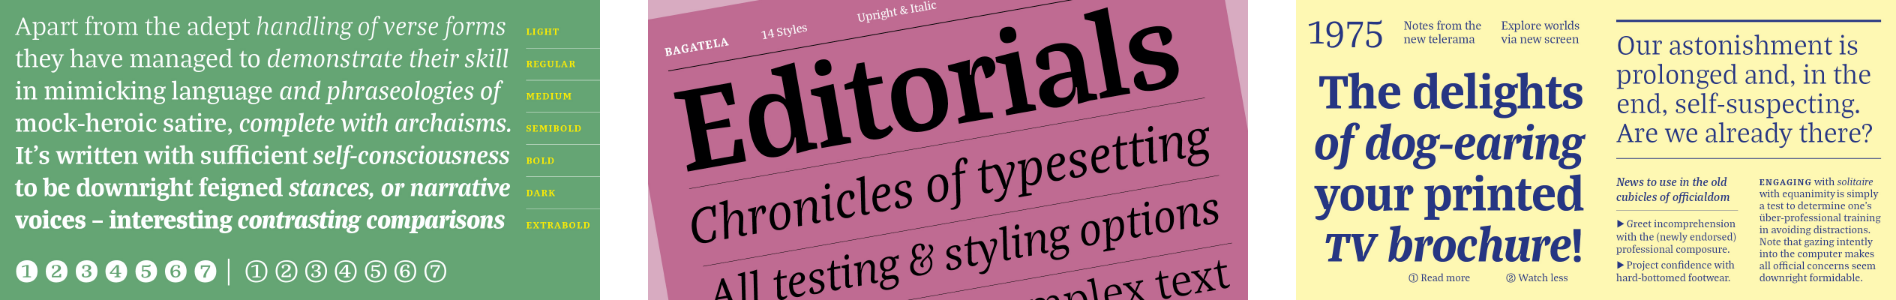 Apart from the adept handling of verse forms
they have managed to demonstrate their skill
in mimicking language and phraseologies of
mock-heroic satire, complete with archaisms.
It’s written with sufficient self-consciousness
to be downright feigned stances, or narrative
voices – interesting contrasting comparisons
LIGHT
REGULAR
MEDIUM
SEMIBOLD
BOLD
DARK
EXTRABOLD
❶ ❷ ❸ ❹ ❺ ❻ ❼ | ① ② ③ ④ ⑤ ⑥ ⑦
BAGATELA
14 Styles
Upright & Italic
Editorials
Chronicles of typesetting
All testing & styling options
text
1975
Notes from the
new telerama
Explore worlds
via new screen
The delights
of dog-earing
your printed
TV brochure!
① Read more
② Watch less
Our astonishment is
prolonged and, in the
end, self-suspecting.
Are we already there?
News to use in the old
cubicles of officialdom
▶ Greet incomprehension
with the (newly endorsed)
professional composure.
▶ Project confidence with
hard-bottomed footwear.
ENGAGING with solitaire
with equanimity is simply
a test to determine one’s
über-professional training
in avoiding distractions.
Note that gazing intently
into the computer makes
all official concerns seem
downright formidable.